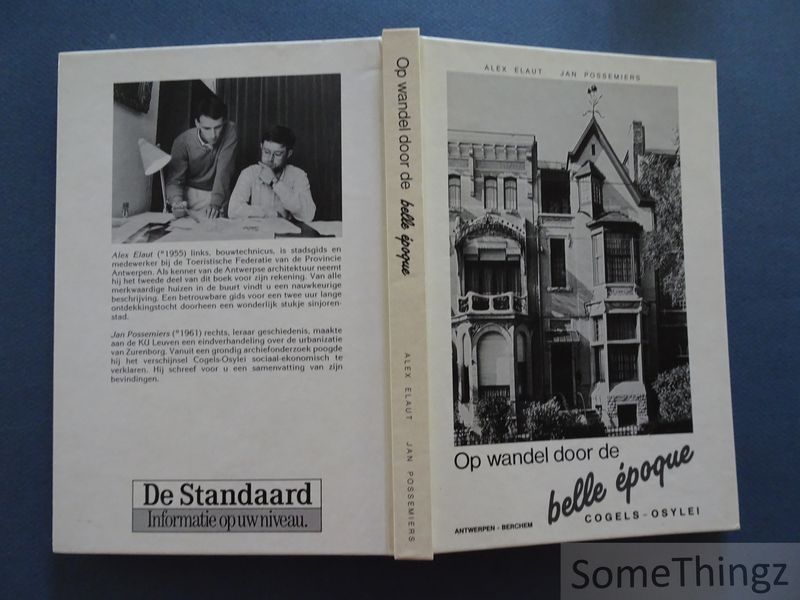 Alex Elaut (°1955) links, bouwtechnicus, is stadsgids en
medewerker bij de Toeristische Federatie van de Provincie
Antwerpen. Als kenner van de Antwerpse architektuur neemt
hij het tweede deel van dit boek voor zijn rekening. Van alle
merkwaardige huizen in de buurt vindt u een nauwkeurige
beschrijving. Een betrouwbare gids voor een twee uur lange
ontdekkingstocht doorheen een wonderlijk stukje sinjoren-
stad.
Jan Possemiers (°1961) rechts, leraar geschiedenis, maakte
aan de KU Leuven een eindverhandeling over de urbanizatie
van Zurenborg. Vanuit een grondig archiefonderzoek poogde
hij het verschijnsel Cogels-Osylei sociaal-ekonomisch te
verklaren. Hij schreef voor u een samenvatting van zijn
bevindingen.
De Standaard
Informatie op uw niveau.
Op wandel door de belle époque
ALEX ELAUT JAN POSSEMIERS
ALEX ELAUT JAN POSSEMIERS
Op wandel door de
belle époque
COGELS-OSYLEI
ANTWERPEN - BERCHEM
SomeThingz